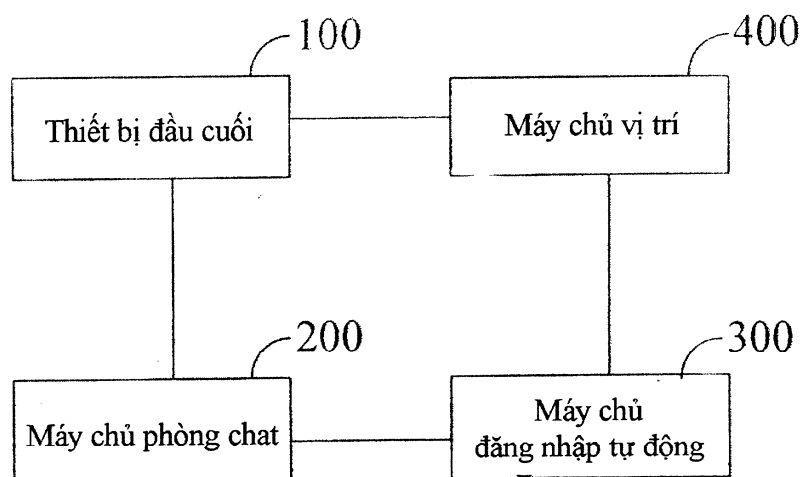 100
400
Thiết bị đầu cuối
Máy chủ vị trí
200
300
Máy chủ phòng chat
Máy chủ
đăng nhập tự động